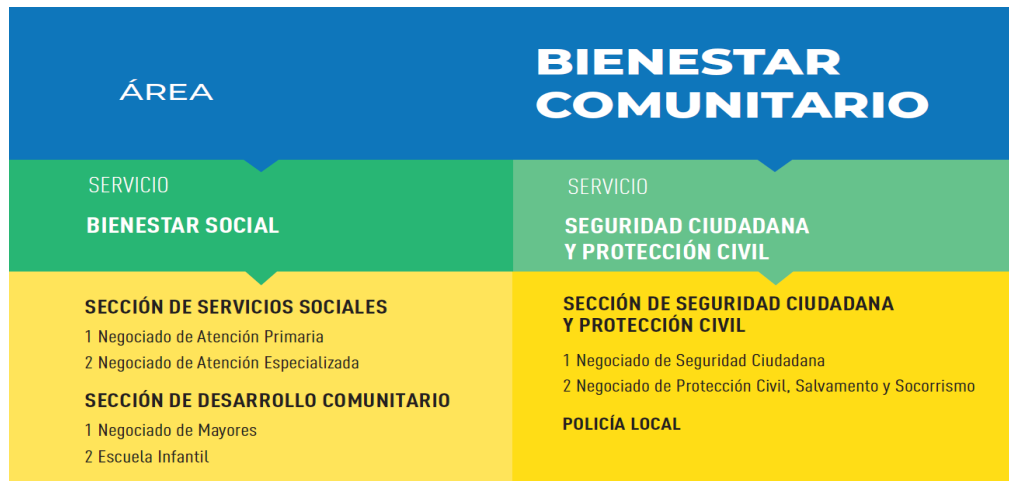 ÁREA
BIENESTAR
COMUNITARIO
SERVICIO
BIENESTAR SOCIAL
SECCIÓN DE SERVICIOS SOCIALES
1 Negociado de Atención Primaria
2 Negociado de Atención Especializada
SECCIÓN DE DESARROLLO COMUNITARIO
1 Negociado de Mayores
2 Escuela Infantil
SERVICIO
SEGURIDAD CIUDADANA
Y PROTECCIÓN CIVIL
SECCIÓN DE SEGURIDAD CIUDADANA
Y PROTECCIÓN CIVIL
1 Negociado de Seguridad Ciudadana
2 Negociado de Protección Civil, Salvamento y Socorrismo
POLICÍA LOCAL